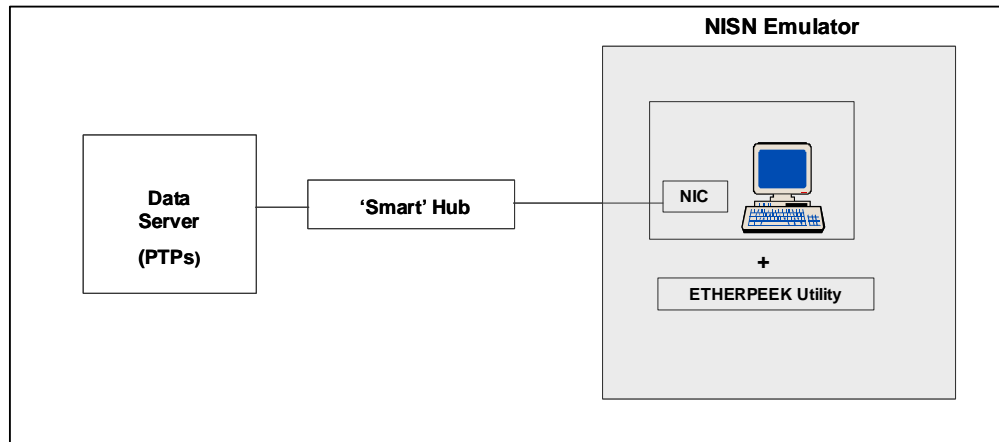 NISN Emulator
Data
Server
(PTPs)
‘Smart’ Hub
NIC
+
ETHERPEEK Utility